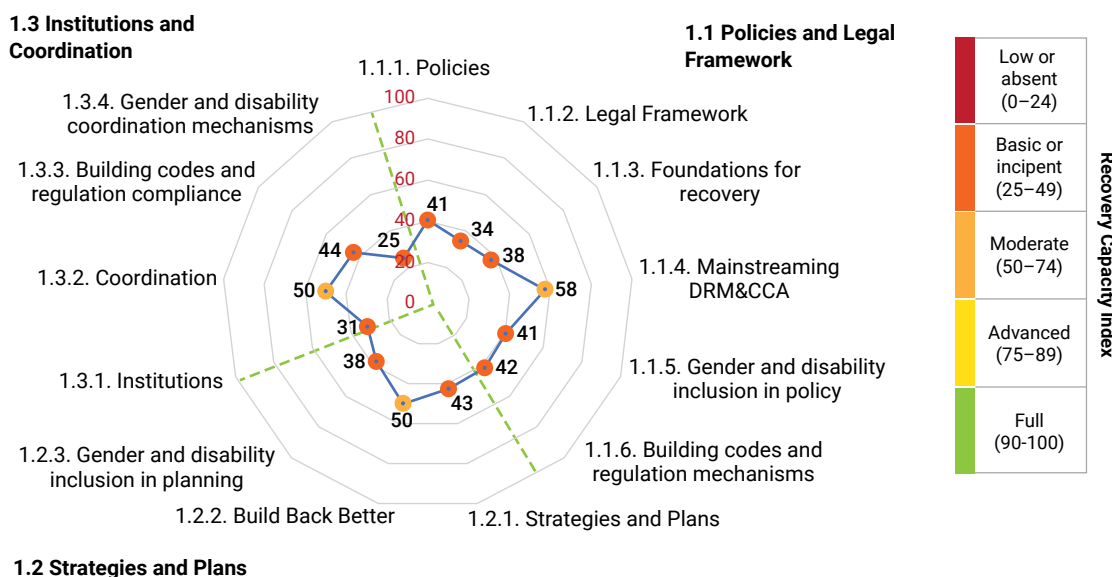 1.3 Institutions and
Coordination
1.1 Policies and Legal
Framework
1.1.1. Policies
1.1.2. Legal Framework
1.1.3. Foundations for
recovery
1.1.4. Mainstreaming
DRM&CCA
1.1.5. Gender and disability
inclusion in policy
1.1.6. Building codes and
regulation mechanisms
1.2.1. Strategies and Plans
1.2.2. Build Back Better
1.2.3. Gender and disability
inclusion in planning
1.3.1. Institutions
1.3.2. Coordination
1.3.3. Building codes and
regulation compliance
1.3.4. Gender and disability
coordination mechanisms
100
80
60
40
20
0
41
34
38
58
41
42
43
50
38
31
50
44
25
1.2 Strategies and Plans
Low or
absent
(0–24)
Basic or
incipent
(25–49)
Moderate
(50–74)
Advanced
(75–89)
Full
(90-100)
Recovery Capacity Index